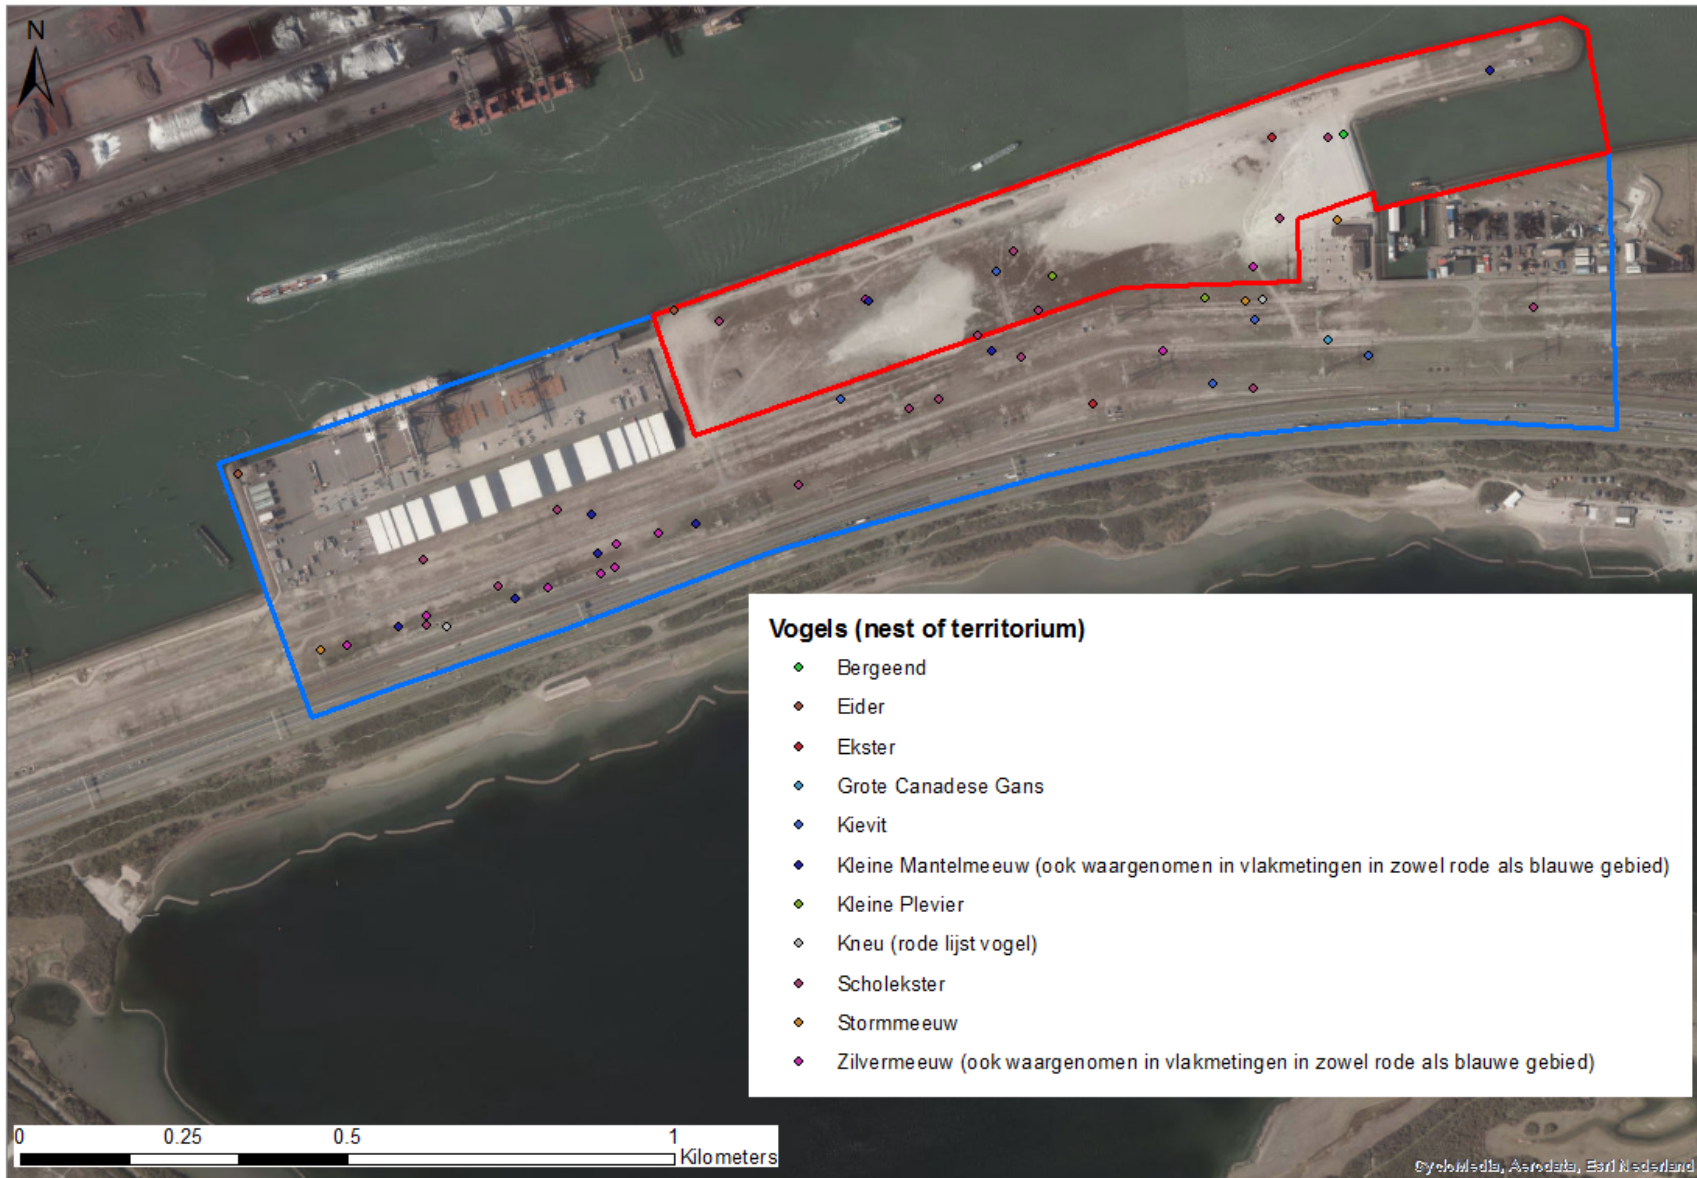 N
Vogels (nest of territorium)
Bergeend
Eider
Ekster
Grote Canadese Gans
Kievit
Kleine Mantelmeeuw (ook waargenomen in vlakmetingen in zowel rode als blauwe gebied)
Kleine Plevier
Kneu (rode lijst vogel)
Scholekster
Stormmeeuw
Zilvermeeuw (ook waargenomen in vlakmetingen in zowel rode als blauwe gebied)
0 0.25 0.5 1
Kilometers
CycloMedia, Aerodata, Esri Nederland